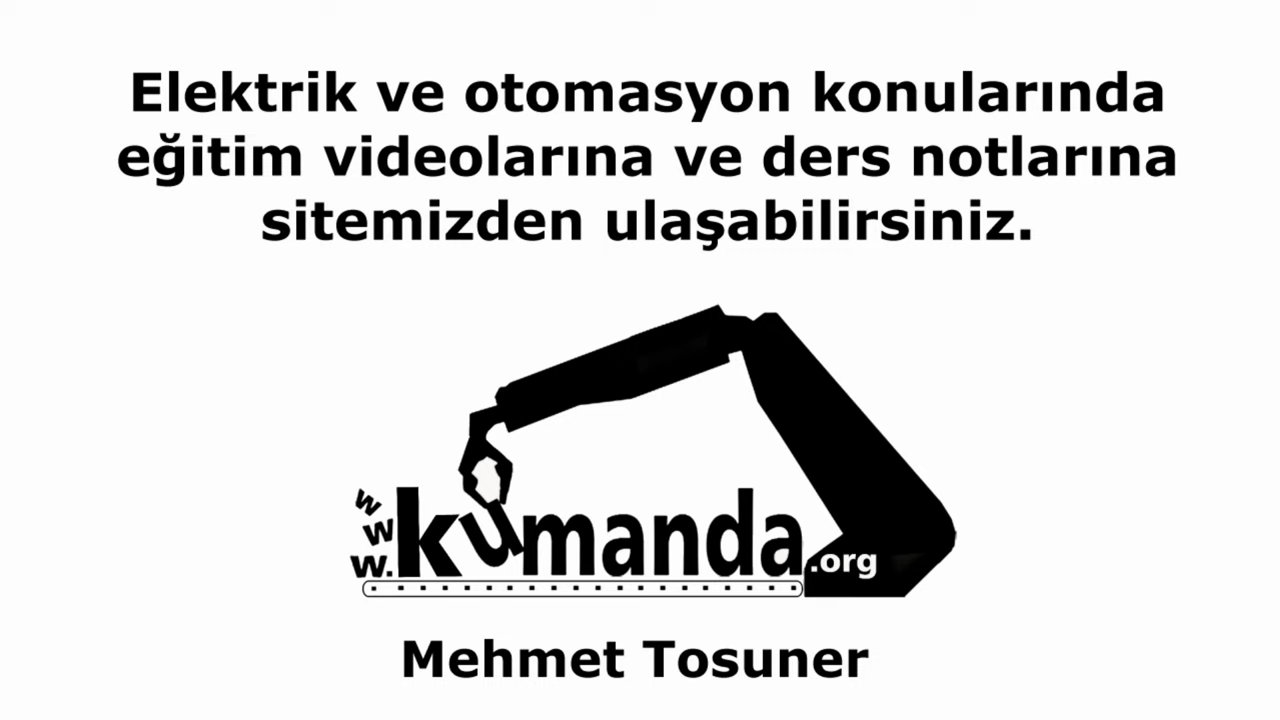 Elektrik ve otomasyon konularında
eğitim videolarına ve ders notlarına
sitemizden ulaşabilirsiniz.
www.kumanda.org
Mehmet Tosuner